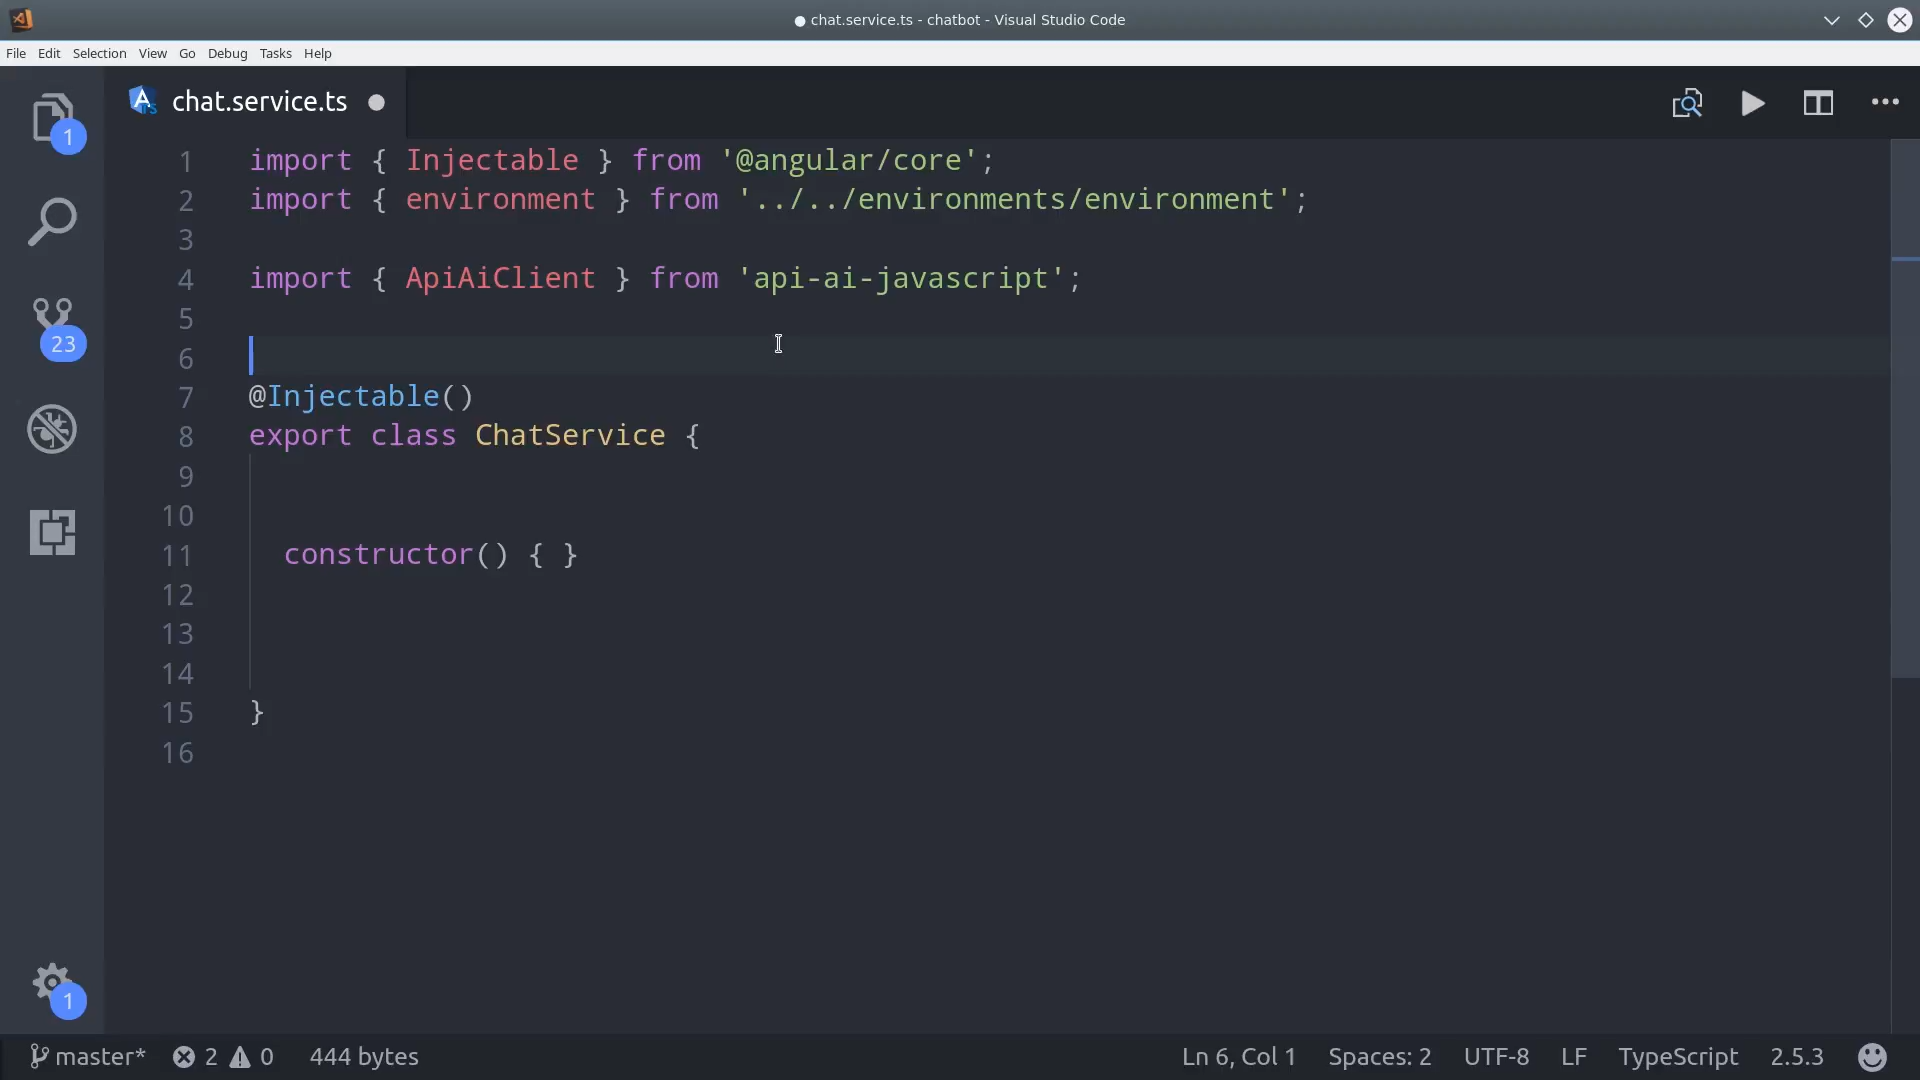 chat.service.ts - chatbot - Visual Studio Code
File Edit Selection View Go Debug Tasks Help
chat.service.ts
1 import { Injectable } from '@angular/core';
2 import { environment } from '../../environments/environment';
3
4 import { ApiAiClient } from 'api-ai-javascript';
5
6
7 @Injectable()
8 export class ChatService {
9
10
11 constructor() { }
12
13
14
15 }
16
1
23
1
master* 2 0 444 bytes Ln 6, Col 1 Spaces: 2 UTF-8 LF TypeScript 2.5.3